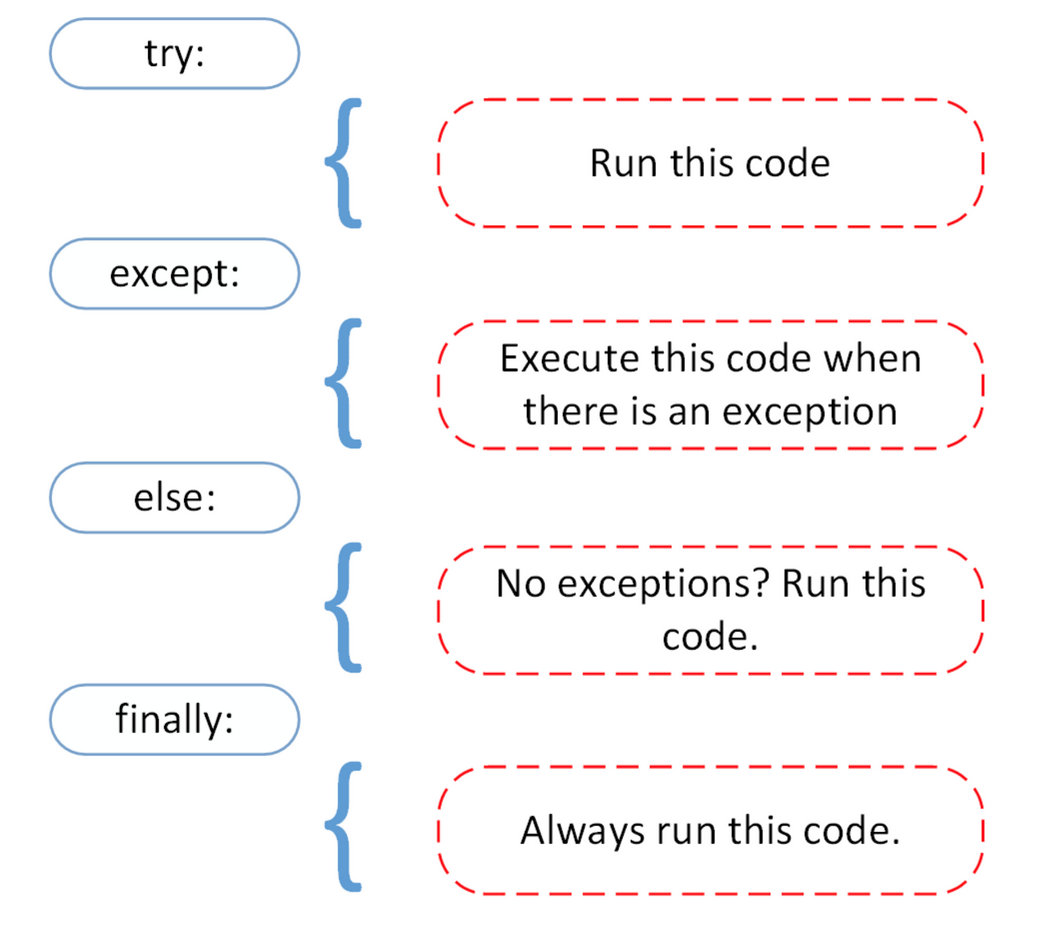 try:
Run this code
except:
Execute this code when
there is an exception
else:
No exceptions? Run this
code.
finally:
Always run this code.